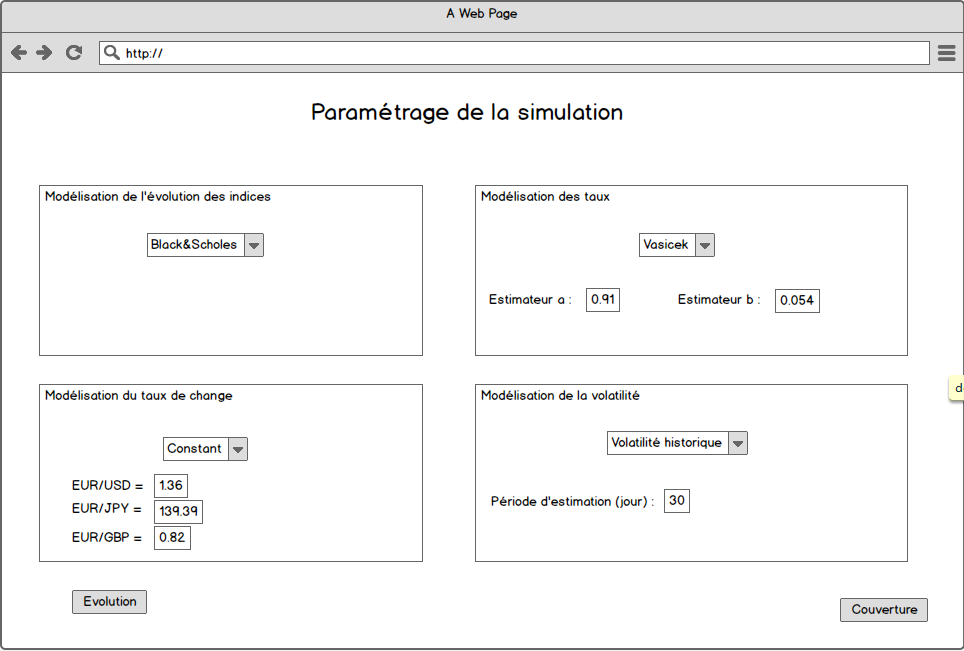 A Web Page
http://
Paramétrage de la simulation
Modélisation de l'évolution des indices
Black&Scholes
Modélisation des taux
Vasicek
Estimateur a : 0.91 Estimateur b : 0.054
Modélisation du taux de change
Constant
EUR/USD = 1.36
EUR/JPY = 139.39
EUR/GBP = 0.82
Modélisation de la volatilité
Volatilité historique
Période d'estimation (jour) : 30
Evolution
Couverture